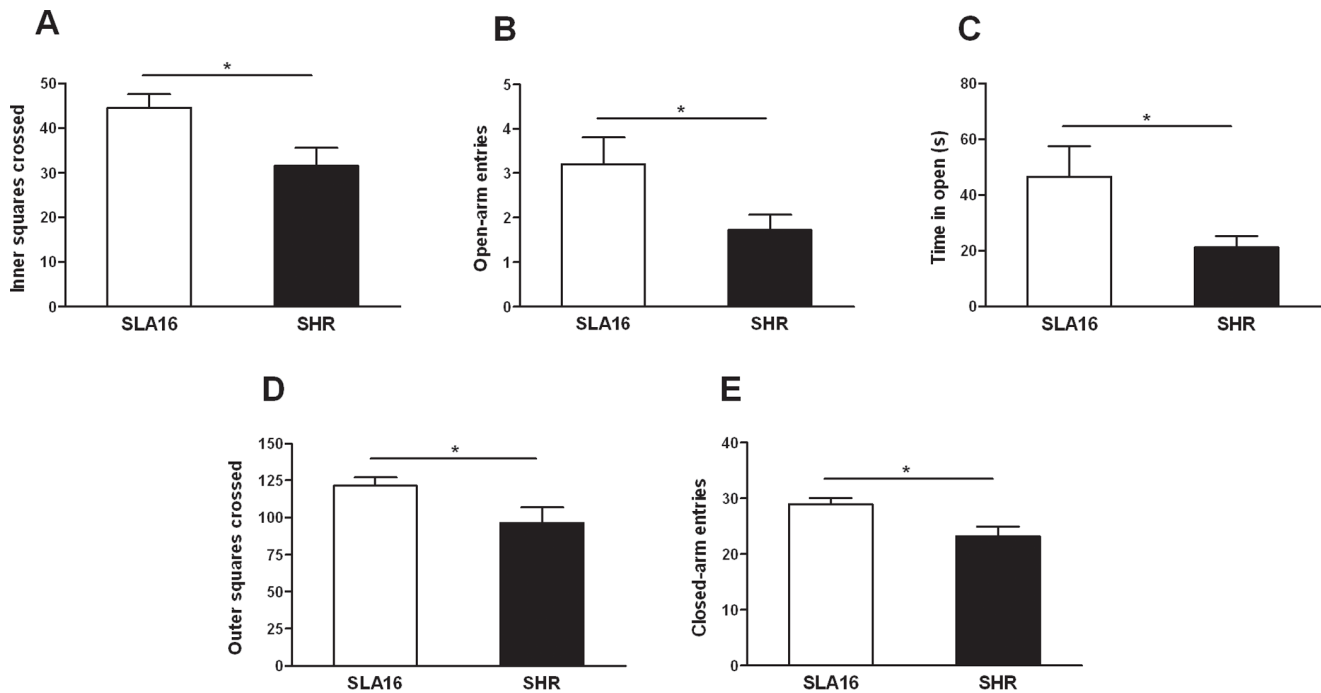 A
Inner squares crossed
50
40
30
20
10
0
*
SLA16 SHR
B
Open-arm entries
5
4
3
2
1
0
*
SLA16 SHR
C
Time in open (s)
80
60
40
20
0
*
SLA16 SHR
D
Outer squares crossed
150
125
100
75
50
25
0
*
SLA16 SHR
E
Closed-arm entries
40
30
20
10
0
*
SLA16 SHR